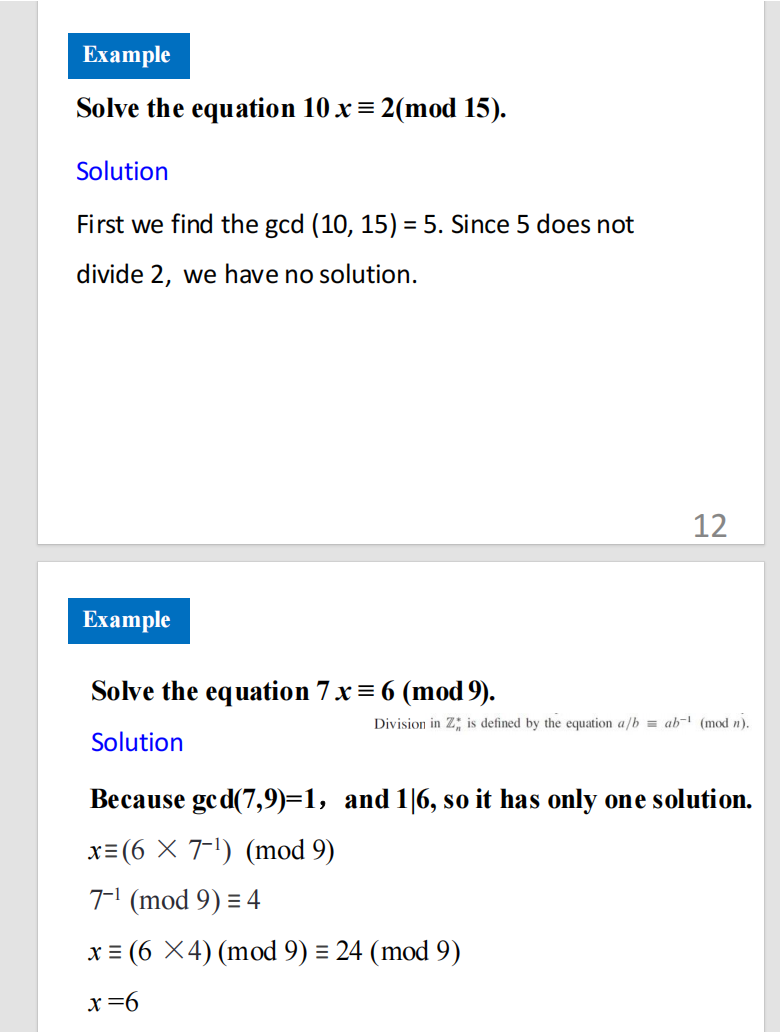 Example
Solve the equation 10 x ≡ 2(mod 15).
Solution
First we find the gcd (10, 15) = 5. Since 5 does not
divide 2, we have no solution.
12
Example
Solve the equation 7 x ≡ 6 (mod 9).
Division in ℤₙ* is defined by the equation a/b ≡ ab⁻¹ (mod n).
Solution
Because gcd(7,9)=1，and 1|6, so it has only one solution.
x≡(6 × 7⁻¹) (mod 9)
7⁻¹ (mod 9) ≡ 4
x ≡ (6 ×4) (mod 9) ≡ 24 (mod 9)
x =6